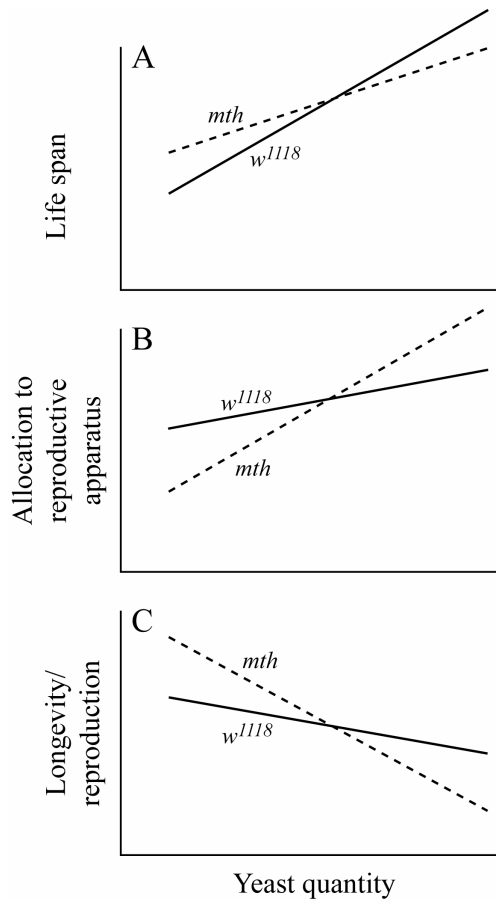 A
Life span
mth
w1118
B
Allocation to
reproductive
apparatus
w1118
mth
C
Longevity/
reproduction
mth
w1118
Yeast quantity